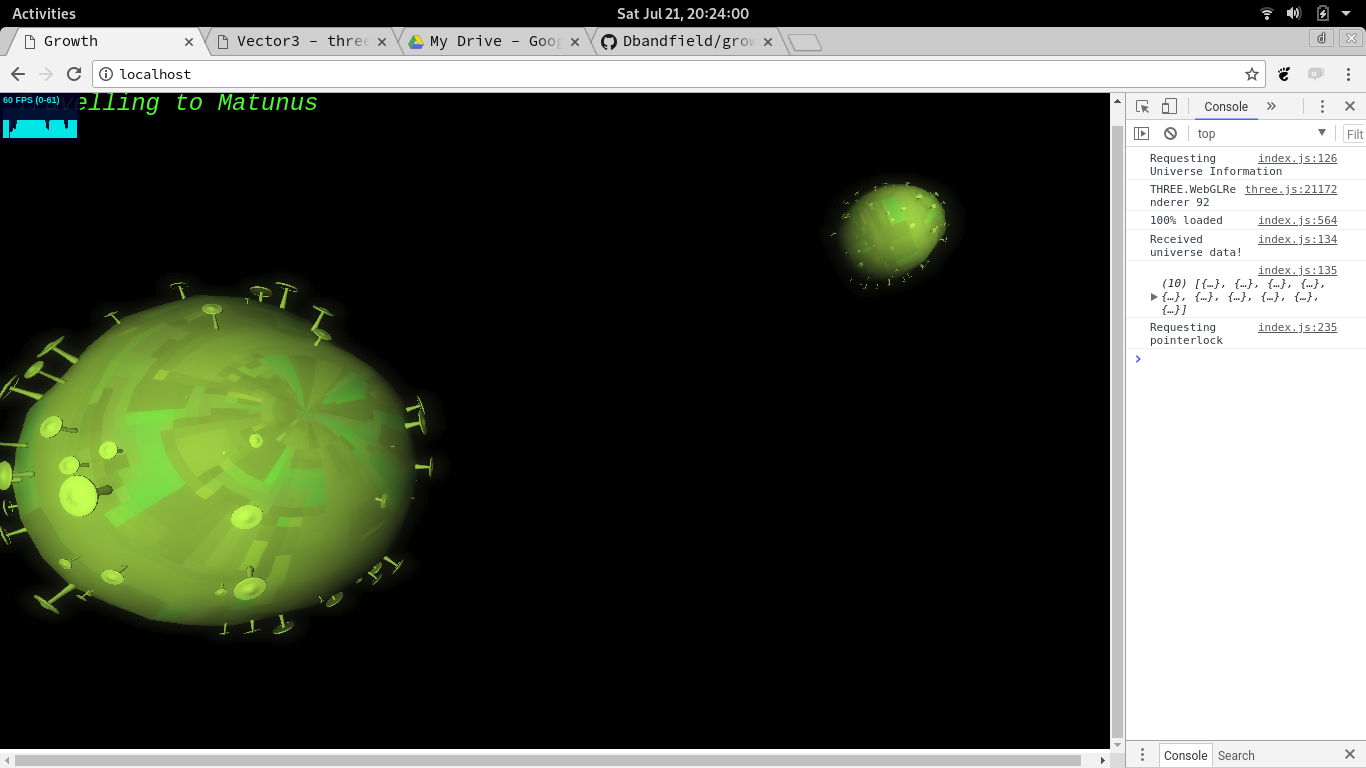 Activities
Sat Jul 21, 20:24:00
d
Growth
Vector3 – three
My Drive – Goog
Dbandfield/grow
localhost
60 FPS (0-61)
elling to Matunus
Console
top
Filt
Requesting Universe Information
index.js:126
THREE.WebGLRenderer 92
three.js:21172
100% loaded
index.js:564
Received universe data!
index.js:134
index.js:135
(10) [{…}, {…}, {…}, {…},
{…}, {…}, {…}, {…}, {…},
{…}]
Requesting pointerlock
index.js:235
Console
Search